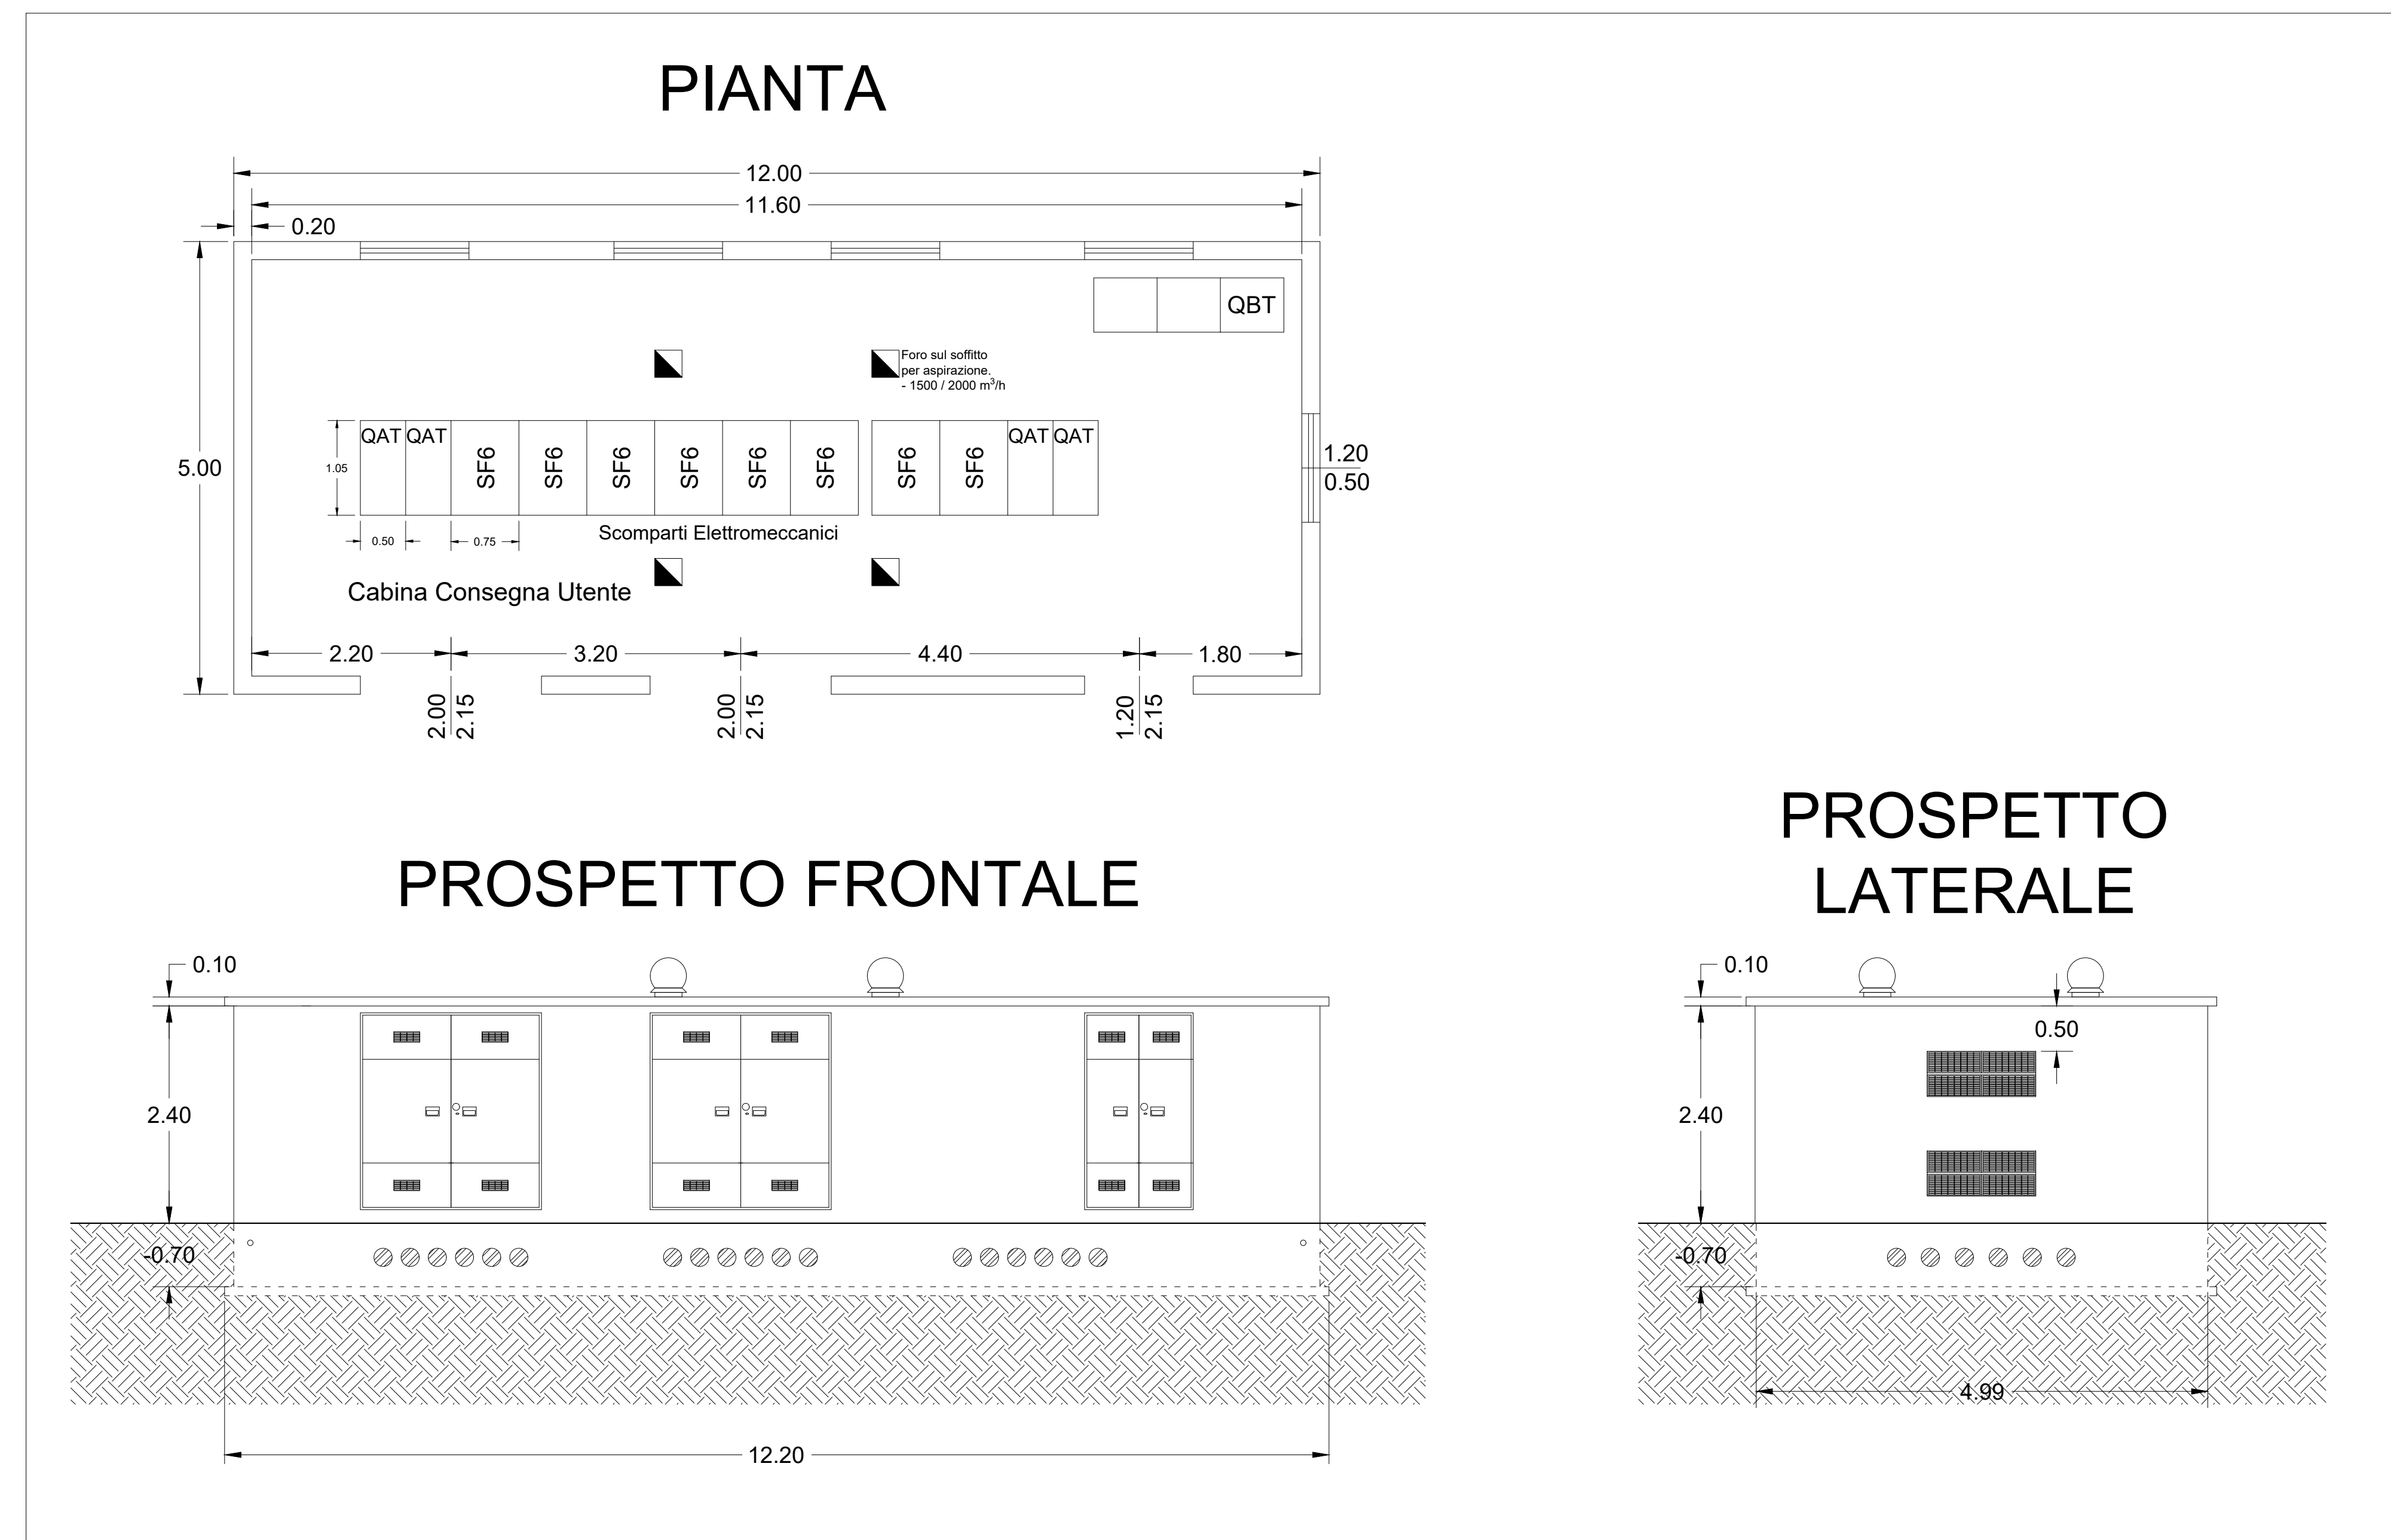 PIANTA
12.00
11.60
0.20
QBT
Foro sul soffitto
per aspirazione.
- 1500 / 2000 m³/h
QAT QAT SF6 SF6 SF6 SF6 SF6 SF6 SF6 SF6 QAT QAT
1.05
5.00
1.20
0.50
Scomparti Elettromeccanici
0.50
0.75
Cabina Consegna Utente
2.20
3.20
4.40
1.80
2.00
2.15
2.00
2.15
1.20
2.15
PROSPETTO FRONTALE
0.10
2.40
-0.70
12.20
PROSPETTO
LATERALE
0.10
0.50
2.40
-0.70
4.99